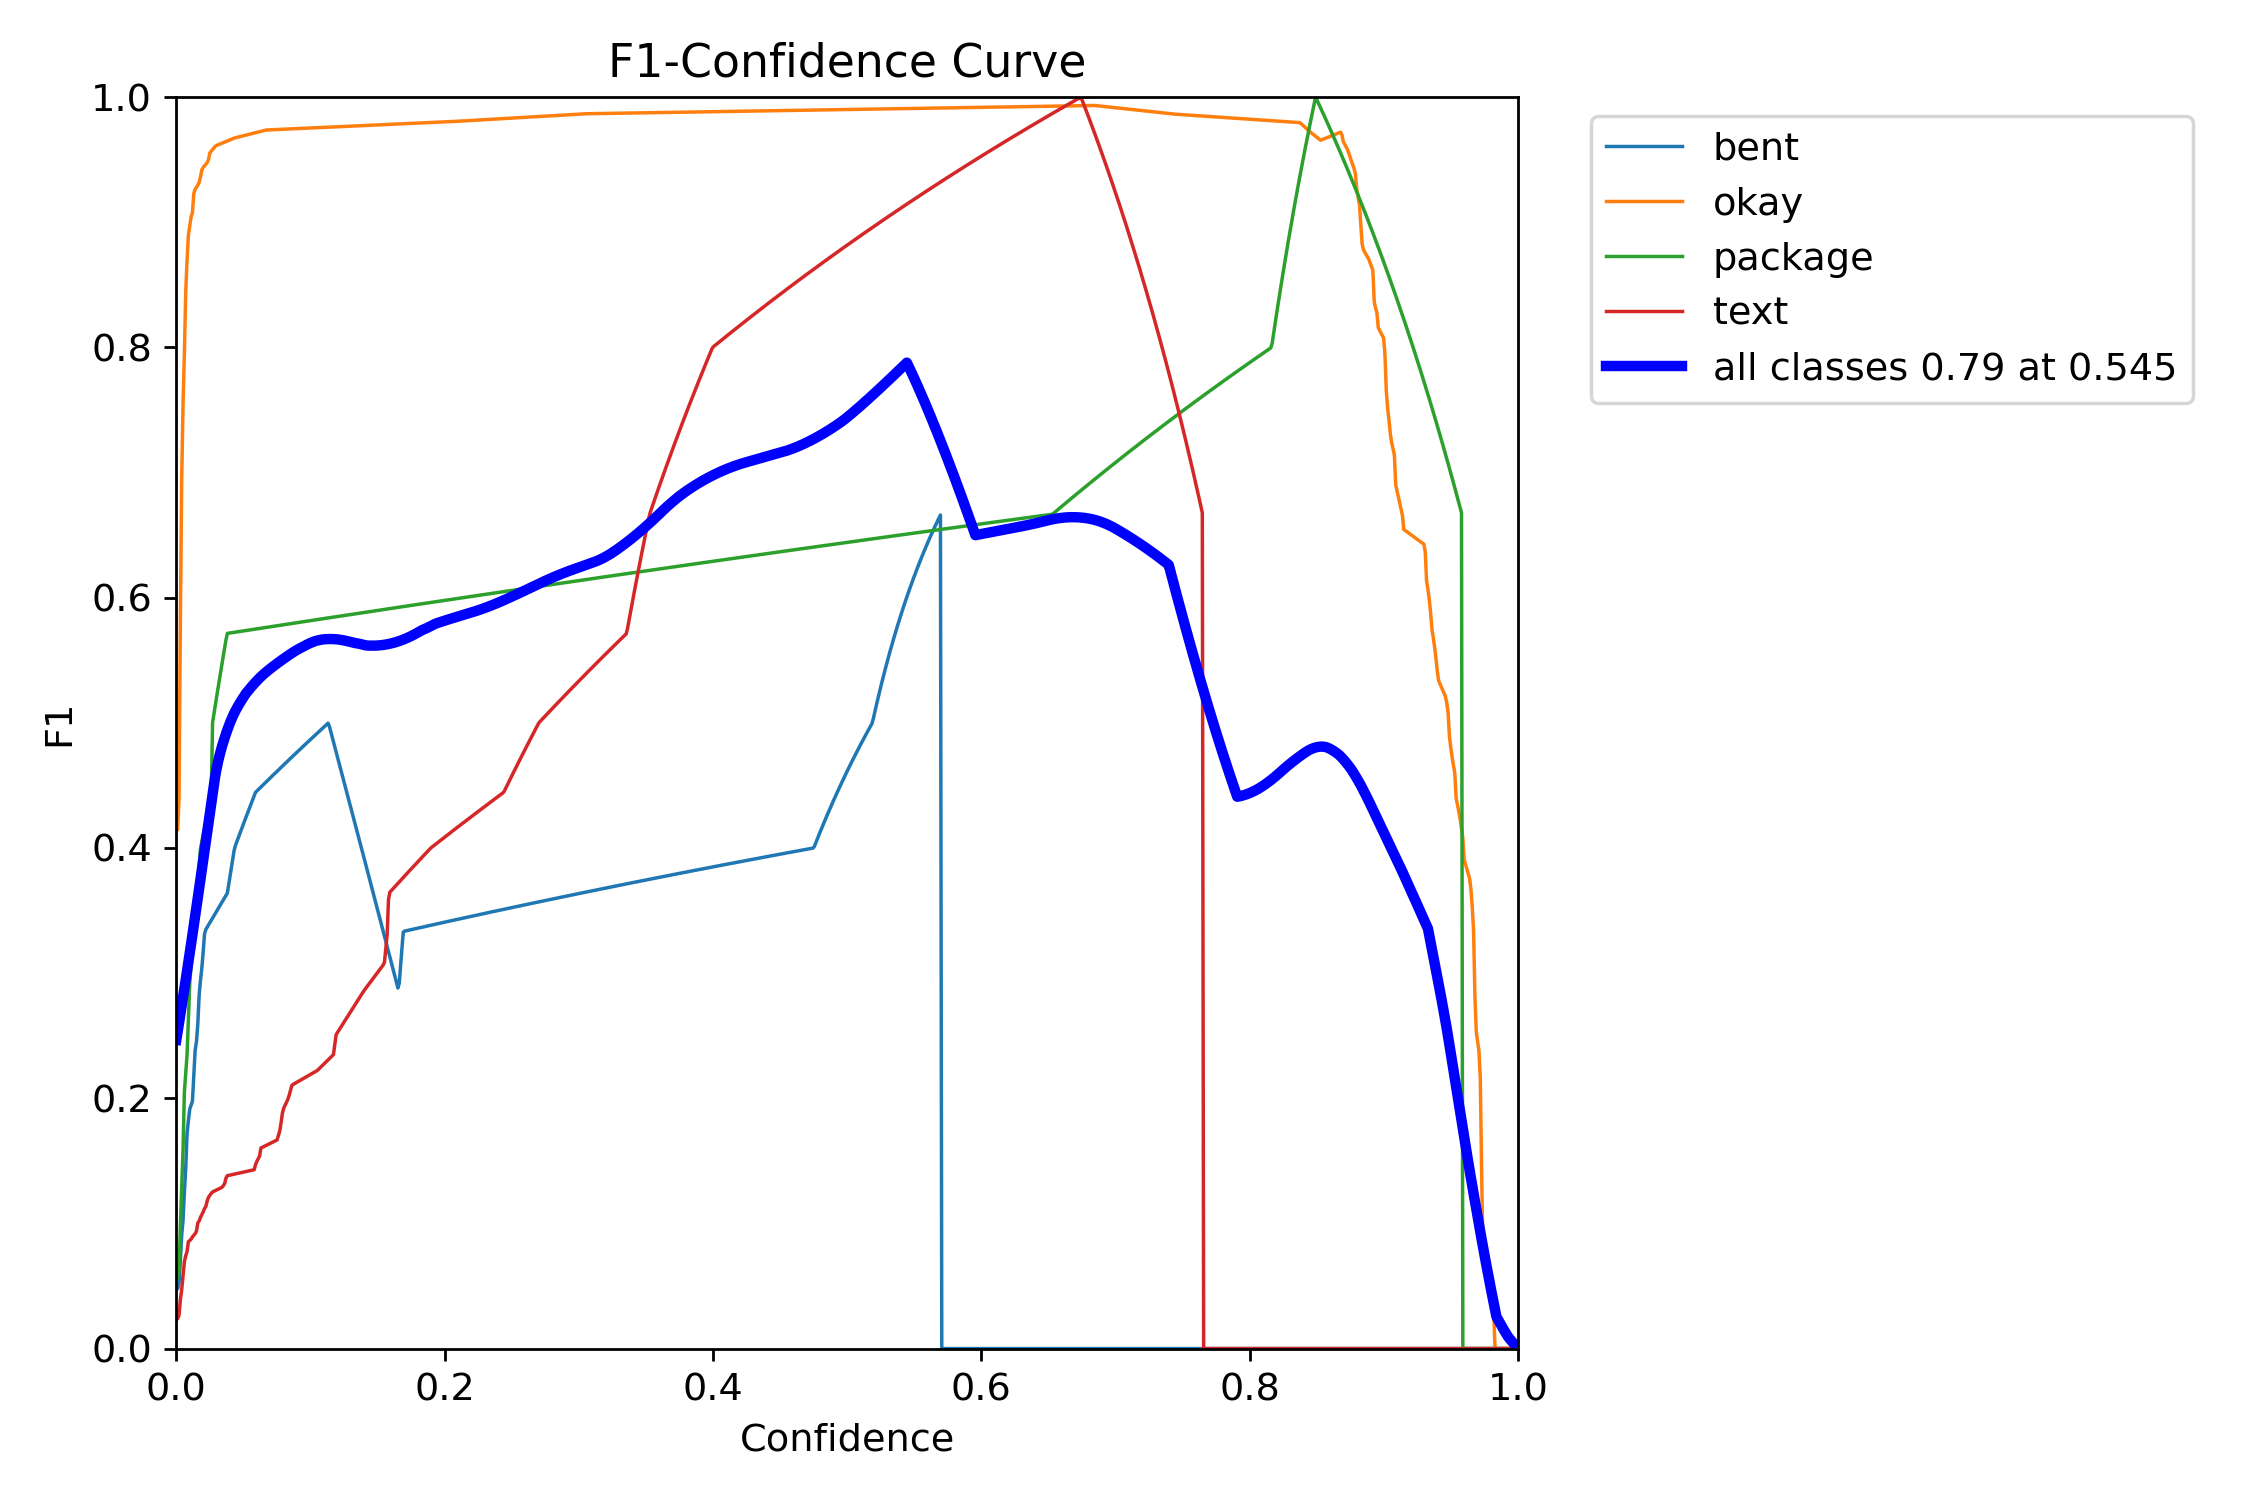 F1-Confidence Curve
1.0
0.8
0.6
0.4
0.2
0.0
F1
0.0 0.2 0.4 0.6 0.8 1.0
Confidence
bent
okay
package
text
all classes 0.79 at 0.545